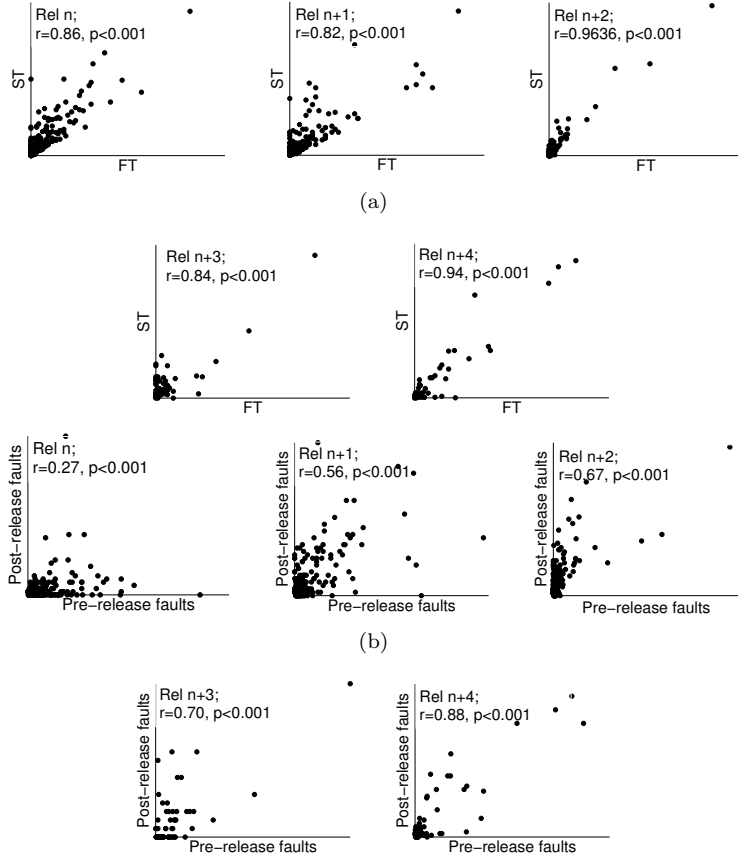 Rel n;
r=0.86, p<0.001
ST
FT
Rel n+1;
r=0.82, p<0.001
ST
FT
Rel n+2;
r=0.9636, p<0.001
ST
FT
(a)
Rel n+3;
r=0.84, p<0.001
ST
FT
Rel n+4;
r=0.94, p<0.001
ST
FT
Rel n;
r=0.27, p<0.001
Post−release faults
Pre−release faults
Rel n+1;
r=0.56, p<0.001
Post−release faults
Pre−release faults
Rel n+2;
r=0.67, p<0.001
Post−release faults
Pre−release faults
(b)
Rel n+3;
r=0.70, p<0.001
Post−release faults
Pre−release faults
Rel n+4;
r=0.88, p<0.001
Post−release faults
Pre−release faults